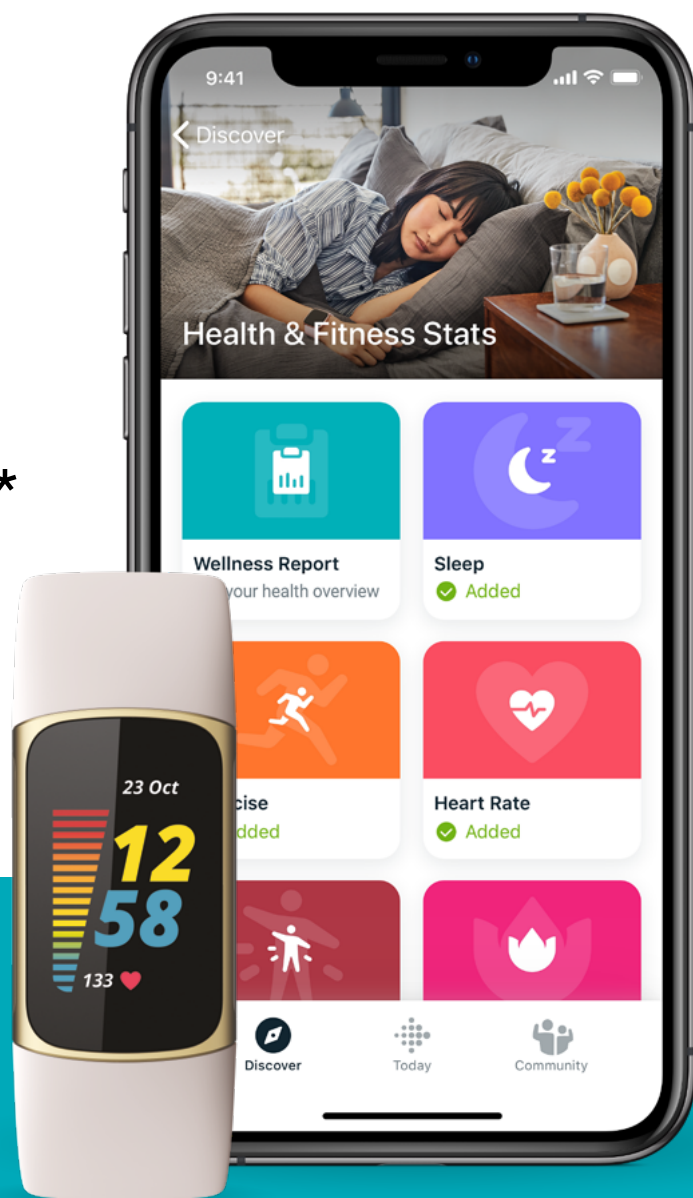 9:41
Discover
Health & Fitness Stats
*
Wellness Report
your health overview
Sleep
Added
Heart Rate
Added
23 Oct
12
58
133
Discover
Today
Community